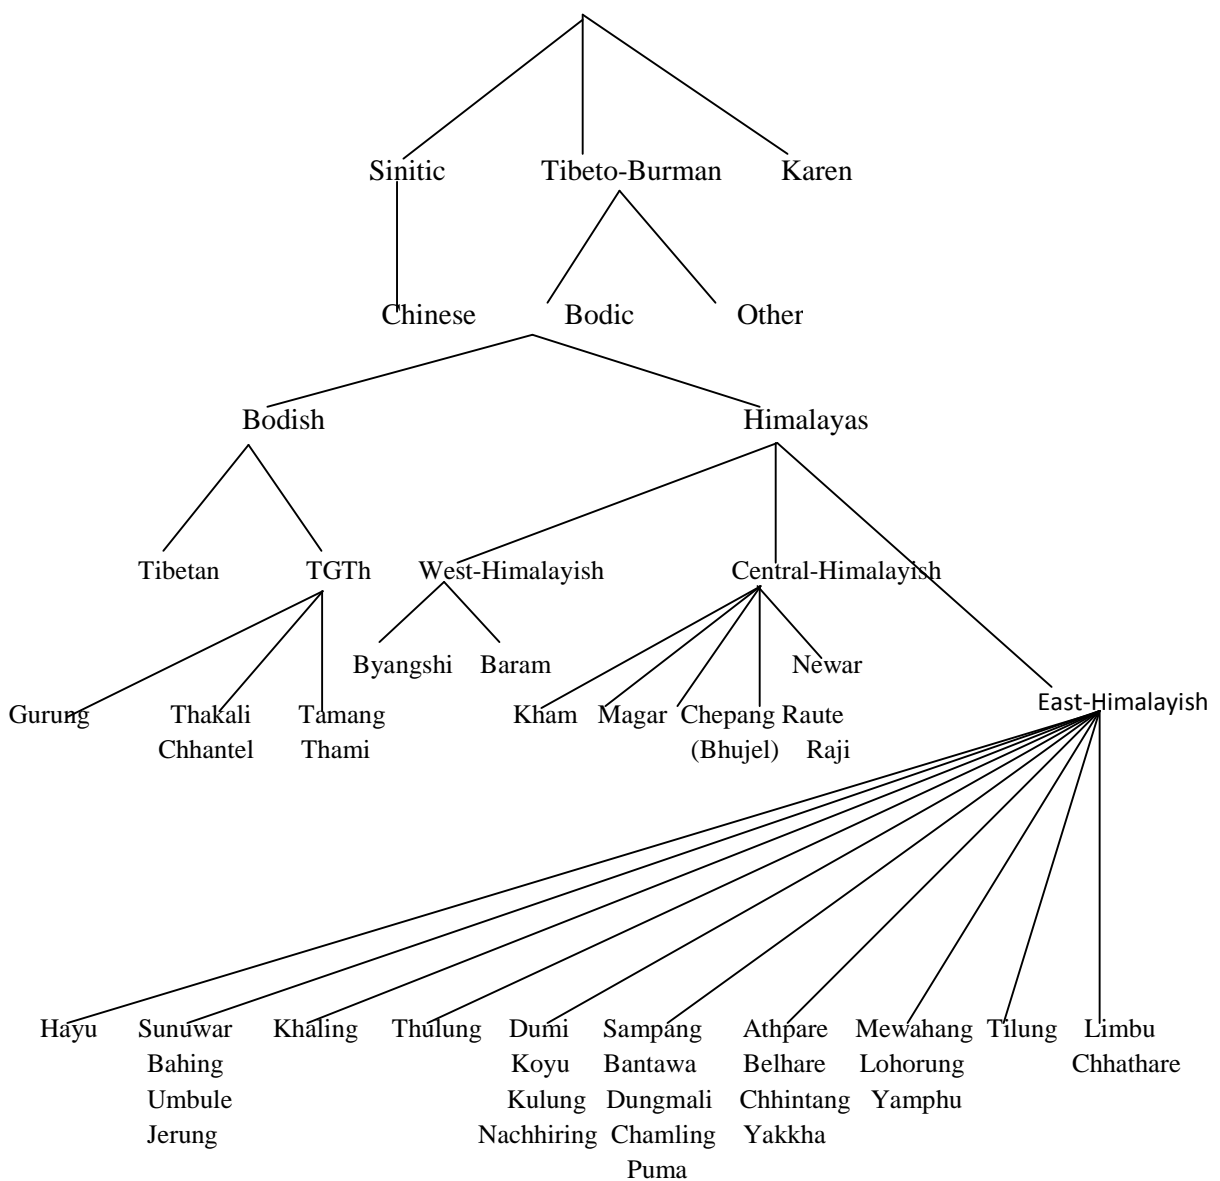 Sinitic Tibeto-Burman Karen
Chinese Bodic Other
Bodish Himalayas
Tibetan TGTh West-Himalayish Central-Himalayish
Byangshi Baram Newar
East-Himalayish
Gurung Thakali Tamang Kham Magar Chepang Raute
Chhantel Thami (Bhujel) Raji
Hayu Sunuwar Khaling Thulung Dumi Sampang Athpare Mewahang Tilung Limbu
Bahing Koyu Bantawa Belhare Lohorung Chhathare
Umbule Kulung Dungmali Chhintang Yamphu
Jerung Nachhiring Chamling Yakkha
Puma